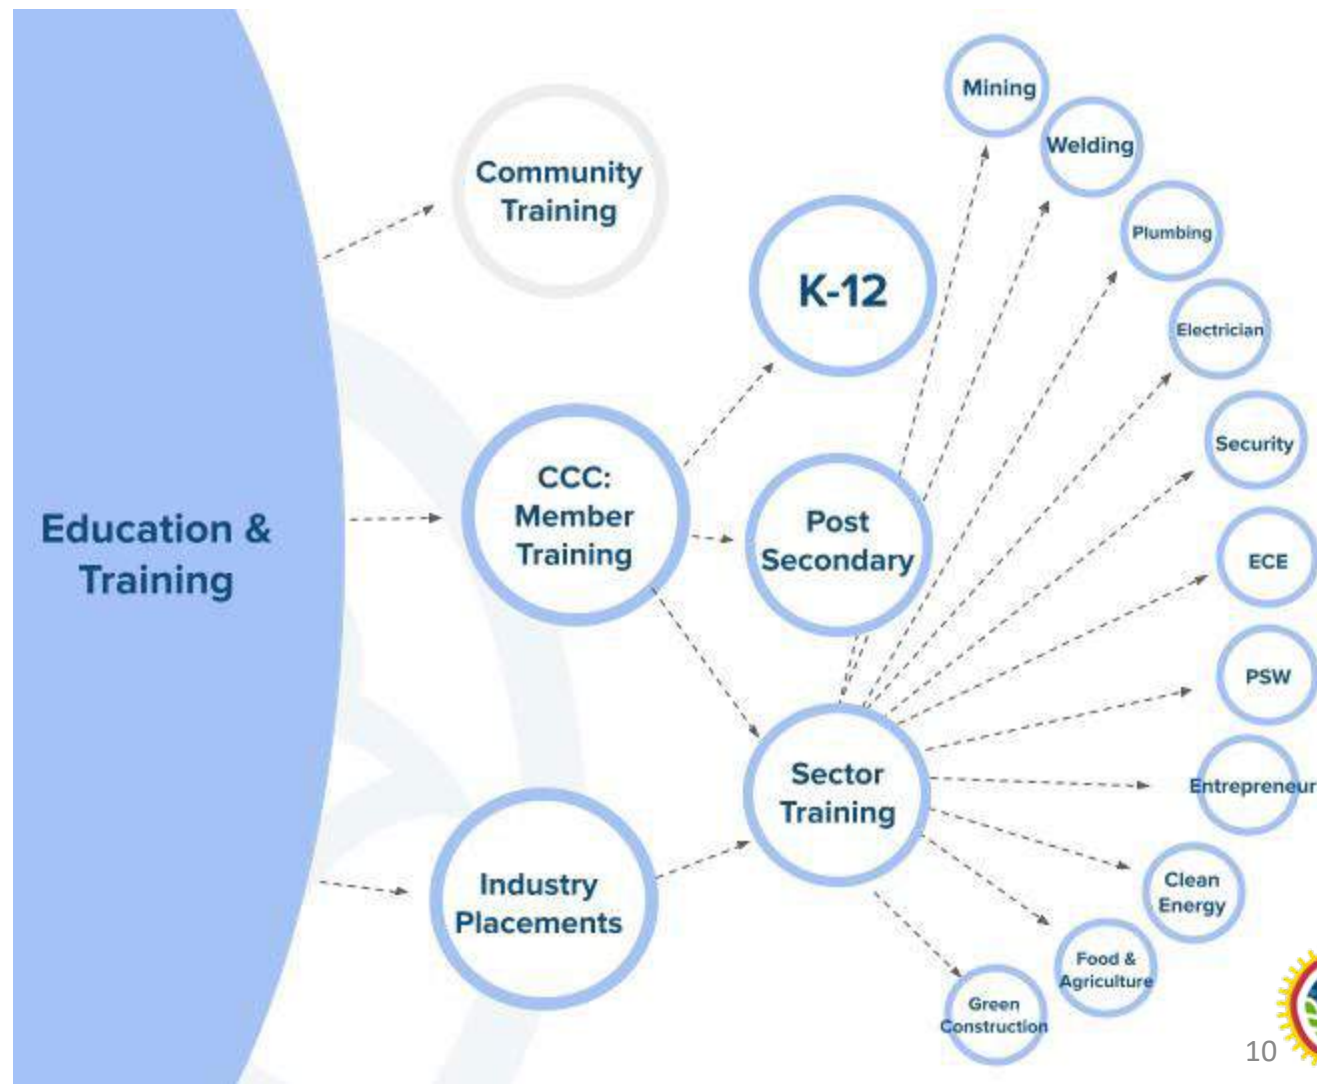 Education &
Training
Community
Training
CCC:
Member
Training
Industry
Placements
K-12
Post
Secondary
Sector
Training
Mining
Welding
Plumbing
Electrician
Security
ECE
PSW
Entrepreneur
Clean
Energy
Food &
Agriculture
Green
Construction
10